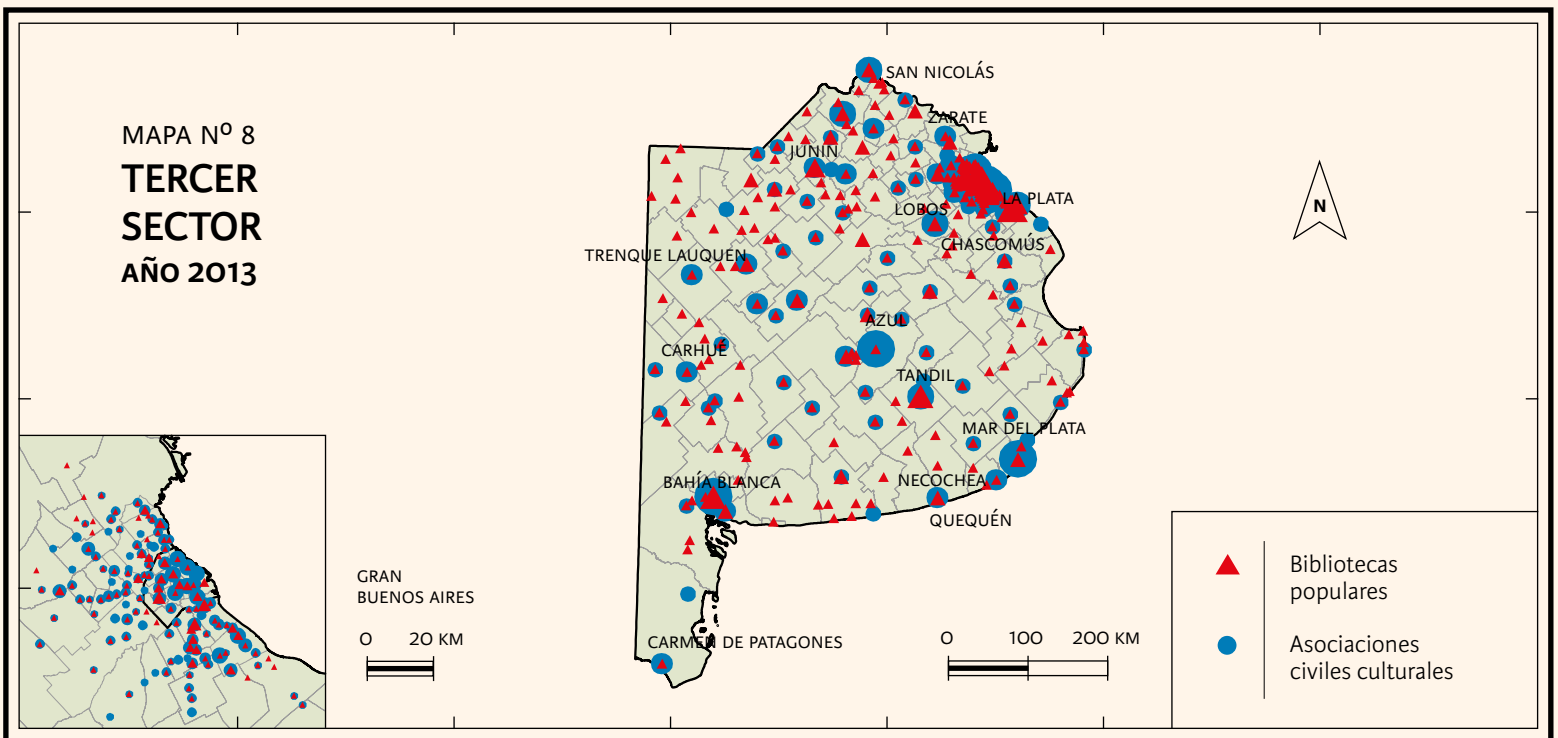 MAPA Nº 8
TERCER
SECTOR
AÑO 2013
SAN NICOLÁS
ZÁRATE
JUNÍN
LA PLATA
LOBOS
CHASCOMÚS
TRENQUE LAUQUEN
AZUL
CARHUÉ
TANDIL
MAR DEL PLATA
BAHÍA BLANCA
NECOCHEA
QUEQUÉN
CARMEN DE PATAGONES
N
GRAN
BUENOS AIRES
0 20 KM
0 100 200 KM
Bibliotecas
populares
Asociaciones
civiles culturales